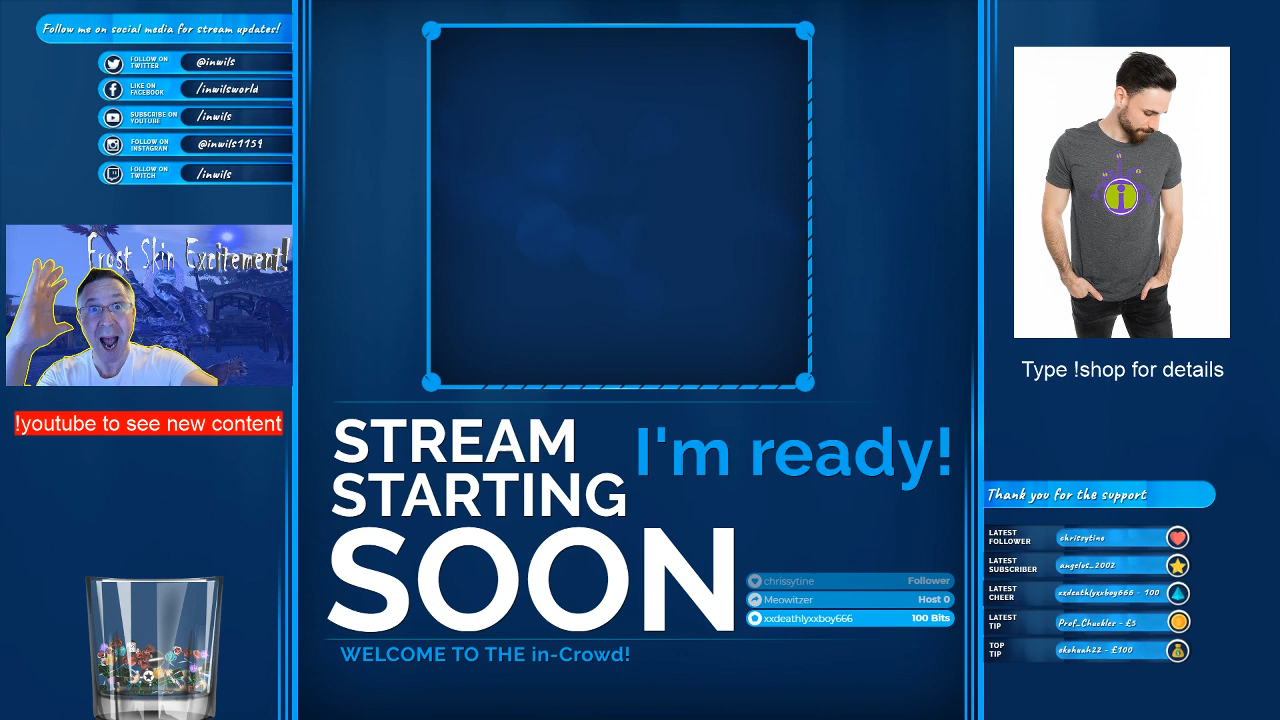 Follow me on social media for stream updates!
FOLLOW ON
TWITTER
@inwils
LIKE ON
FACEBOOK
/inwilsworld
SUBSCRIBE ON
YOUTUBE
/inwils
FOLLOW ON
INSTAGRAM
@inwils1159
FOLLOW ON
TWITCH
/inwils
Frost Skin Excitement!
!youtube to see new content
STREAM
STARTING
SOON
I'm ready!
chrissytine Follower
Meowitzer Host 0
xxdeathlyxxboy666 100 Bits
WELCOME TO THE in-Crowd!
i
Type !shop for details
Thank you for the support
LATEST
FOLLOWER
chrissytine
LATEST
SUBSCRIBER
angelus_2002
LATEST
CHEER
xxdeathlyxxboy666 - 100
LATEST
TIP
Prof_Chuckler - £5
TOP
TIP
- £100